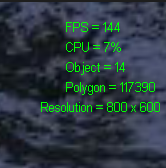 FPS = 144
CPU = 7%
Object = 14
Polygon = 117390
Resolution = 800 x 600